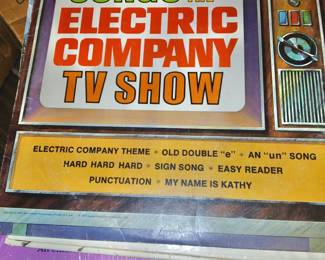 SONGS
ELECTRIC
COMPANY
TV SHOW
ELECTRIC COMPANY THEME • OLD DOUBLE "e" • AN "un" SONG
HARD HARD HARD • SIGN SONG • EASY READER
PUNCTUATION • MY NAME IS KATHY